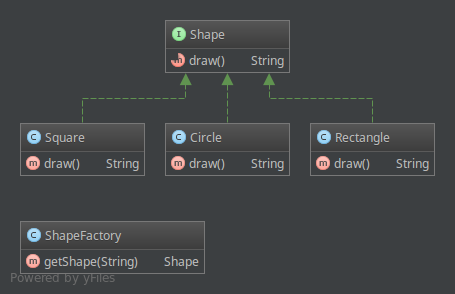 I Shape
m draw() String
C Square
m draw() String
C Circle
m draw() String
C Rectangle
m draw() String
C ShapeFactory
m getShape(String) Shape
Powered by yFiles